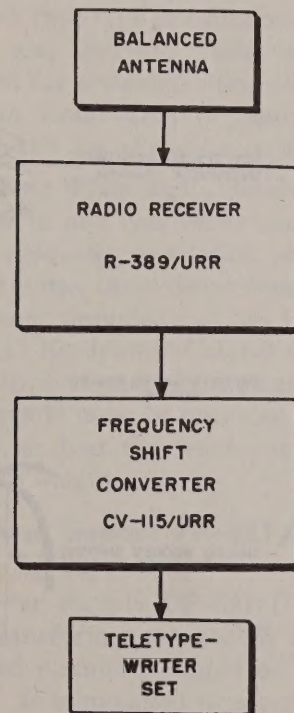 BALANCED
ANTENNA
RADIO RECEIVER
R-389/URR
FREQUENCY
SHIFT
CONVERTER
CV-115/URR
TELETYPE-
WRITER
SET